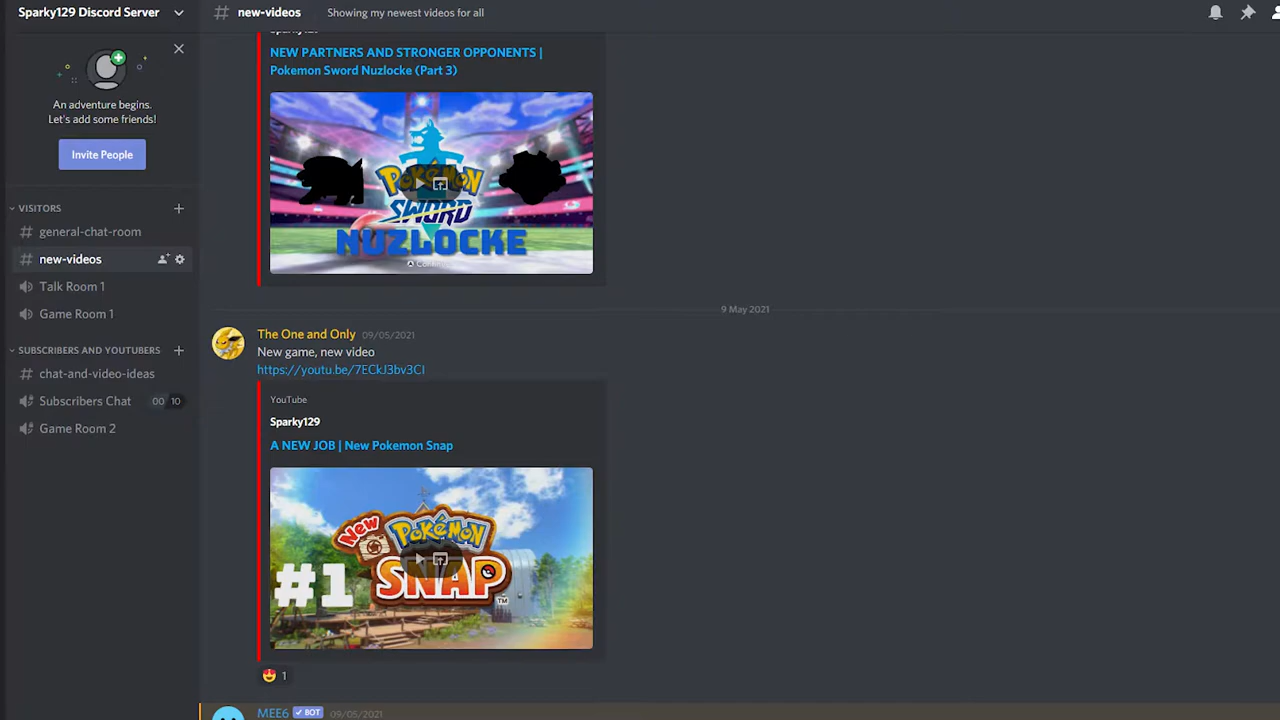 Sparky129 Discord Server
An adventure begins.
Let's add some friends!
Invite People
VISITORS
general-chat-room
new-videos
Talk Room 1
Game Room 1
SUBSCRIBERS AND YOUTUBERS
chat-and-video-ideas
Subscribers Chat 00 10
Game Room 2
# new-videos Showing my newest videos for all
Sparky129
NEW PARTNERS AND STRONGER OPPONENTS |
Pokemon Sword Nuzlocke (Part 3)
POKéMON
SWORD
NUZLOCKE
9 May 2021
The One and Only 09/05/2021
New game, new video
https://youtu.be/7ECkJ3bv3CI
YouTube
Sparky129
A NEW JOB | New Pokemon Snap
New POKéMON
#1 SNAP TM
1
MEE6 BOT 09/05/2021